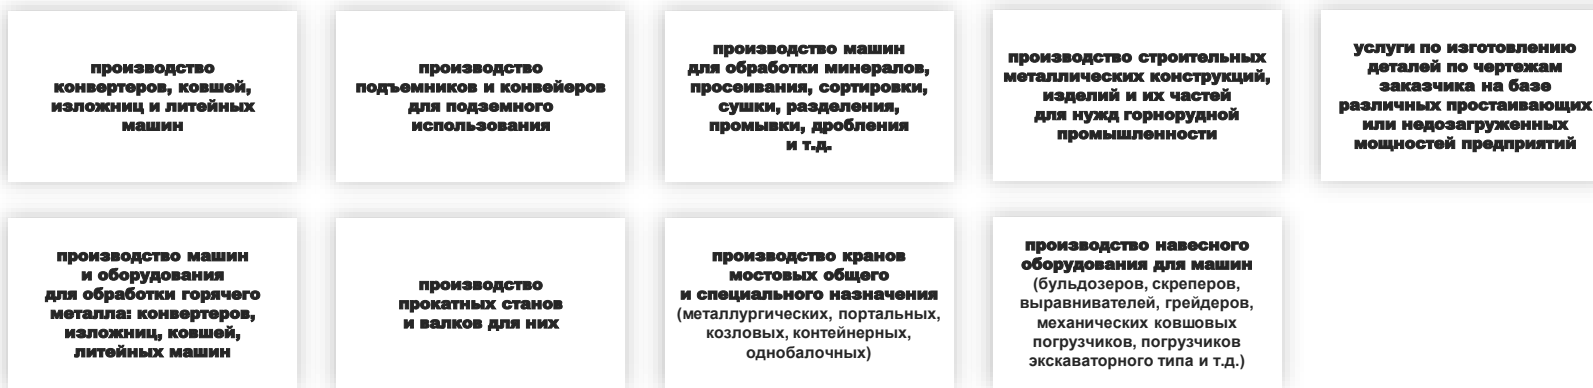 производство
конвертеров, ковшей,
изложниц и литейных
машин
производство
подъемников и конвейеров
для подземного
использования
производство машин
для обработки минералов,
просеивания, сортировки,
сушки, разделения,
промывки, дробления
и т.д.
производство строительных
металлических конструкций,
изделий и их частей
для нужд горнорудной
промышленности
услуги по изготовлению
деталей по чертежам
заказчика на базе
различных простаивающих
или недозагруженных
мощностей предприятий
производство машин
и оборудования
для обработки горячего
металла: конвертеров,
изложниц, ковшей,
литейных машин
производство
прокатных станов
и валков для них
производство кранов
мостовых общего
и специального назначения
(металлургических, портальных,
козловых, контейнерных,
однобалочных)
производство навесного
оборудования для машин
(бульдозеров, скреперов,
выравнивателей, грейдеров,
механических ковшовых
погрузчиков, погрузчиков
экскаваторного типа и т.д.)